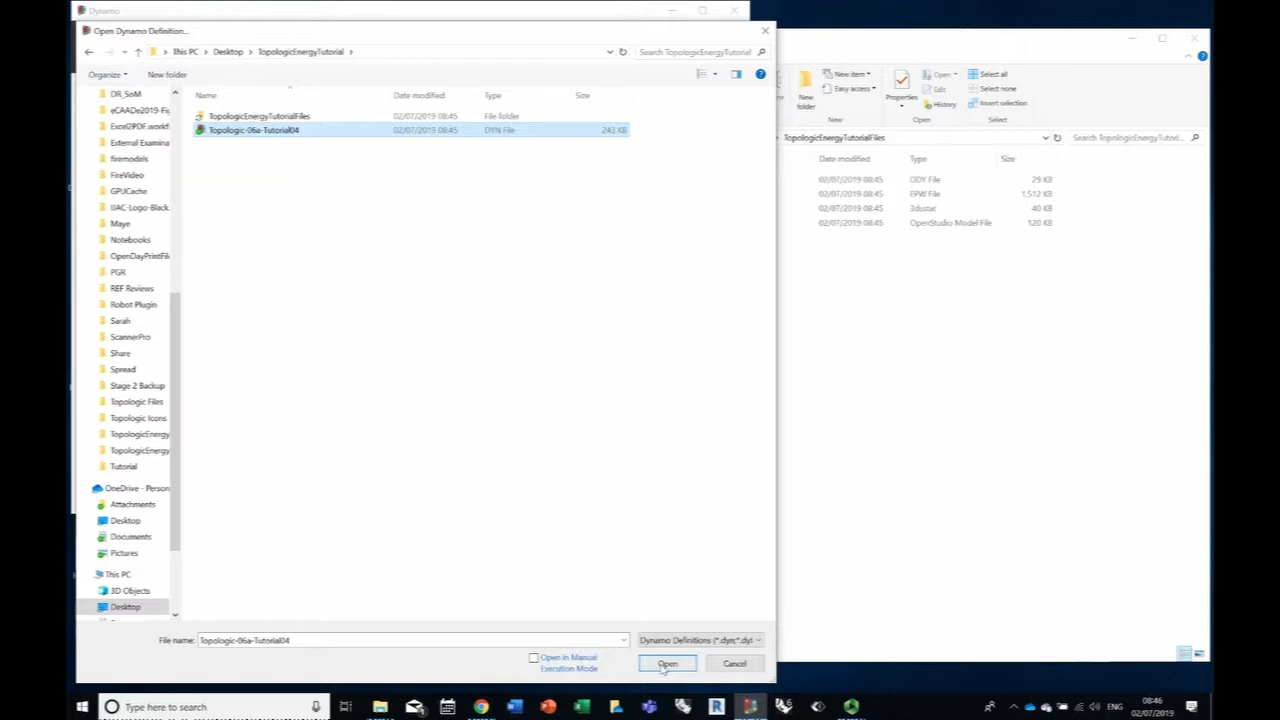 Dynamo
Open Dynamo Definition...
This PC > Desktop > TopologicEnergyTutorial >
Search TopologicEnergyTutorial
Organize
New folder
Name
Date modified
Type
Size
TopologicEnergyTutorialFiles
02/07/2019 08:45
File folder
Topologic-06a-Tutorial04
02/07/2019 08:45
DYN File
243 KB
DR_SoM
eCAADe2019-Fig
Excel2PDF.workf
External Examina
firemodels
FireVideo
GPUCache
IIAC-Logo-Black
Maye
Notebooks
OpenDayPrintFil
PGR
REF Reviews
Robot Plugin
Sarah
ScannerPro
Share
Spread
Stage 2 Backup
Topologic Files
Topologic Icons
TopologicEnergy
TopologicEnergy
Tutorial
OneDrive - Person
Attachments
Desktop
Documents
Pictures
This PC
3D Objects
Desktop
File name:
Topologic-06a-Tutorial04
Dynamo Definitions (*.dyn;*.dyf
Open in Manual
Execution Mode
Open
Cancel
New
folder
New item
Easy access
New
Properties
Open
Edit
History
Open
Select all
Select none
Invert selection
Select
TopologicEnergyTutorialFiles
Search TopologicEnergyTutori...
Date modified
Type
Size
02/07/2019 08:45
DDY File
29 KB
02/07/2019 08:45
EPW File
1,512 KB
02/07/2019 08:45
3dsstat
40 KB
02/07/2019 08:45
OpenStudio Model File
120 KB
Type here to search
ENG
08:46
02/07/2019